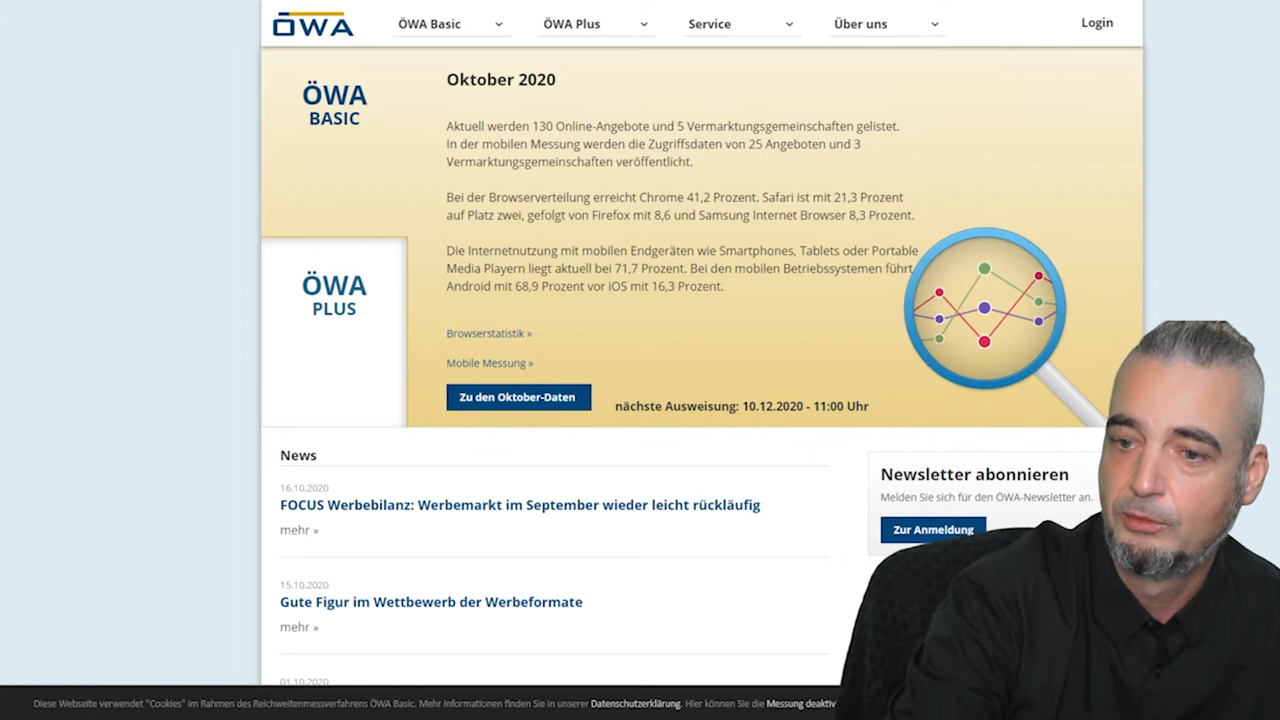 ÖWA
ÖWA Basic
ÖWA Plus
Service
Über uns
Login
ÖWA
BASIC
Oktober 2020
Aktuell werden 130 Online-Angebote und 5 Vermarktungsgemeinschaften gelistet.
In der mobilen Messung werden die Zugriffsdaten von 25 Angeboten und 3
Vermarktungsgemeinschaften veröffentlicht.
Bei der Browserverteilung erreicht Chrome 41,2 Prozent. Safari ist mit 21,3 Prozent
auf Platz zwei, gefolgt von Firefox mit 8,6 und Samsung Internet Browser 8,3 Prozent.
Die Internetnutzung mit mobilen Endgeräten wie Smartphones, Tablets oder Portable
Media Playern liegt aktuell bei 71,7 Prozent. Bei den mobilen Betriebssystemen führt
Android mit 68,9 Prozent vor iOS mit 16,3 Prozent.
ÖWA
PLUS
Browserstatistik »
Mobile Messung »
Zu den Oktober-Daten
nächste Ausweisung: 10.12.2020 - 11:00 Uhr
News
16.10.2020
FOCUS Werbebilanz: Werbemarkt im September wieder leicht rückläufig
mehr »
15.10.2020
Gute Figur im Wettbewerb der Werbeformate
mehr »
01.10.2020
Newsletter abonnieren
Melden Sie sich für den ÖWA-Newsletter an.
Zur Anmeldung
Diese Webseite verwendet "Cookies" im Rahmen des Reichweitenmessverfahrens ÖWA Basic. Mehr Informationen finden Sie in unserer Datenschutzerklärung. Hier können Sie die Messung deaktiv